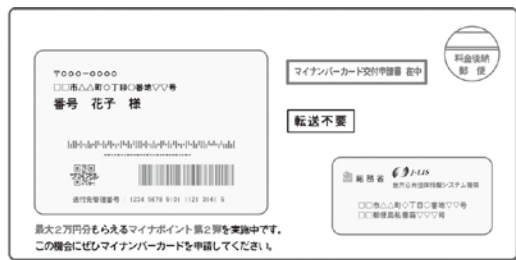 〒○○○-○○○○
□□市△△町○丁目○番地▽▽号
番号 花子 様
送付先管理番号 : 1234 5678 9101 1121 3141 5
マイナンバーカード交付申請書 在中
料金後納
郵便
転送不要
総務省 J-LIS
地方公共団体情報システム機構
□□市△△町○丁目○番地▽▽号
□□郵便局私書箱▽▽▽号
最大2万円分もらえるマイナポイント第2弾を実施中です。
この機会にぜひマイナンバーカードを申請してください。